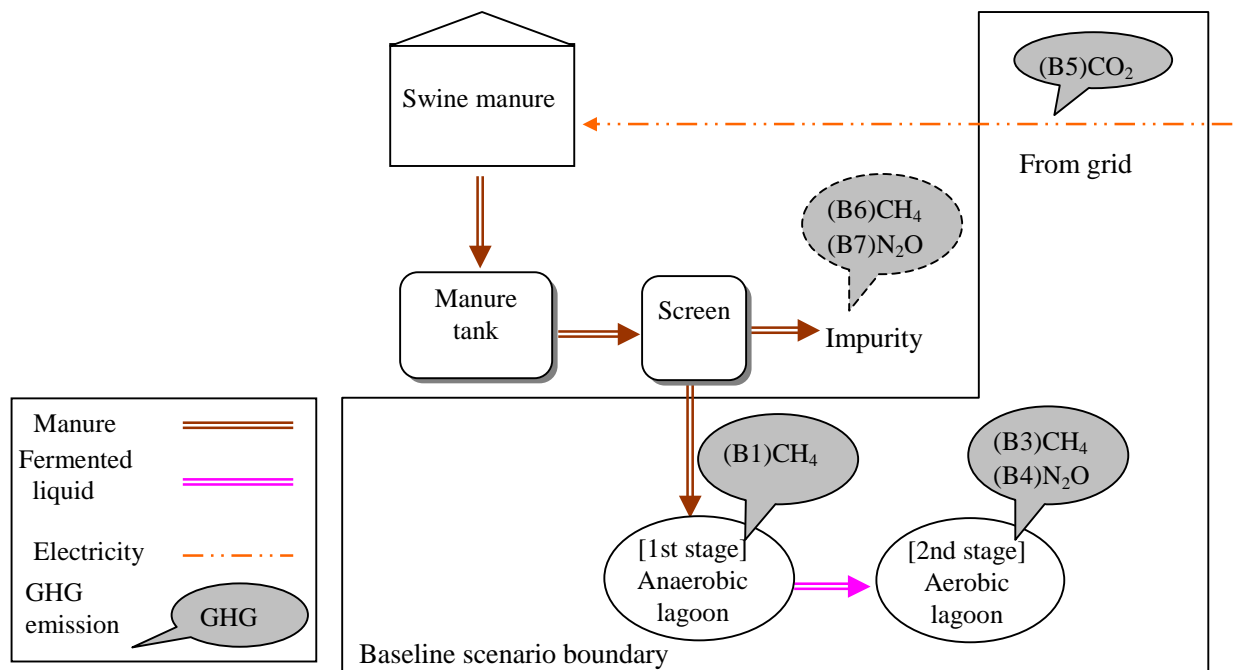 (B5)CO₂
Swine manure
From grid
(B6)CH₄
(B7)N₂O
Manure
tank
Screen
Impurity
Manure
Fermented
liquid
Electricity
GHG
emission
GHG
(B1)CH₄
(B3)CH₄
(B4)N₂O
[1st stage]
Anaerobic
lagoon
[2nd stage]
Aerobic
lagoon
Baseline scenario boundary